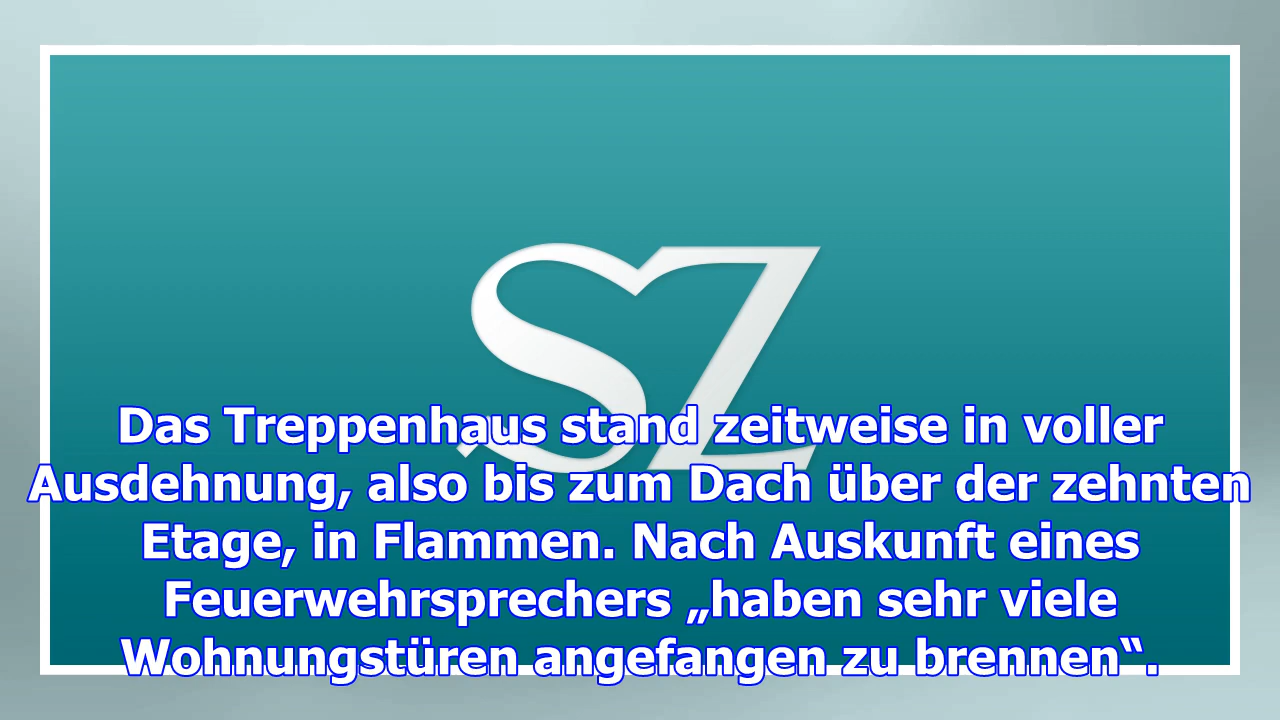 SZ
Das Treppenhaus stand zeitweise in voller
Ausdehnung, also bis zum Dach über der zehnten
Etage, in Flammen. Nach Auskunft eines
Feuerwehrsprechers „haben sehr viele
Wohnungstüren angefangen zu brennen“.